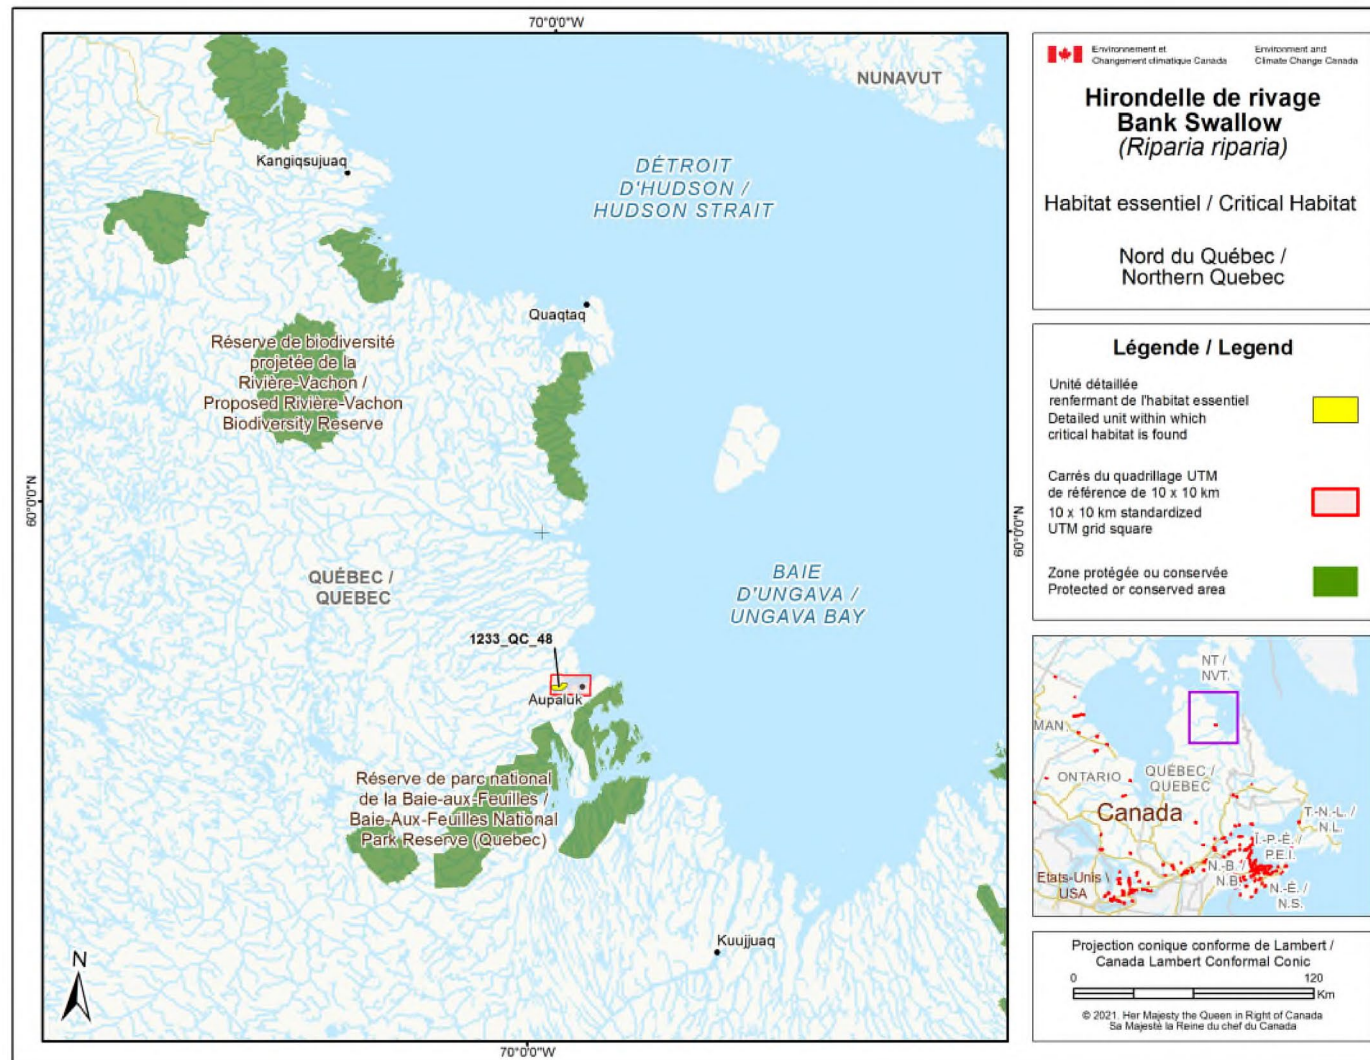 70°0'0"W
NUNAVUT
Kangiqsujuaq
DÉTROIT
D'HUDSON /
HUDSON STRAIT
Quaqtaq
Réserve de biodiversité
projetée de la
Rivière-Vachon /
Proposed Rivière-Vachon
Biodiversity Reserve
60°0'0"N
60°0'0"N
QUÉBEC /
QUEBEC
BAIE
D'UNGAVA /
UNGAVA BAY
1233_QC_48
Aupaluk
Réserve de parc national
de la Baie-aux-Feuilles /
Baie-Aux-Feuilles National
Park Reserve (Quebec)
Kuujjuaq
N
70°0'0"W
Environnement et
Changement climatique Canada
Environment and
Climate Change Canada
Hirondelle de rivage
Bank Swallow
(Riparia riparia)
Habitat essentiel / Critical Habitat
Nord du Québec /
Northern Quebec
Légende / Legend
Unité détaillée
renfermant de l'habitat essentiel
Detailed unit within which
critical habitat is found
Carrés du quadrillage UTM
de référence de 10 x 10 km
10 x 10 km standardized
UTM grid square
Zone protégée ou conservée
Protected or conserved area
NT /
NVT.
MAN.
ONTARIO
QUÉBEC /
QUEBEC
Canada
T.-N.-L. /
N.L.
Î.-P.-É. /
P.E.I.
N.-B. /
N.B.
N.-É. /
N.S.
États-Unis \
USA
Projection conique conforme de Lambert /
Canada Lambert Conformal Conic
0 120
Km
© 2021. Her Majesty the Queen in Right of Canada
Sa Majesté la Reine du chef du Canada